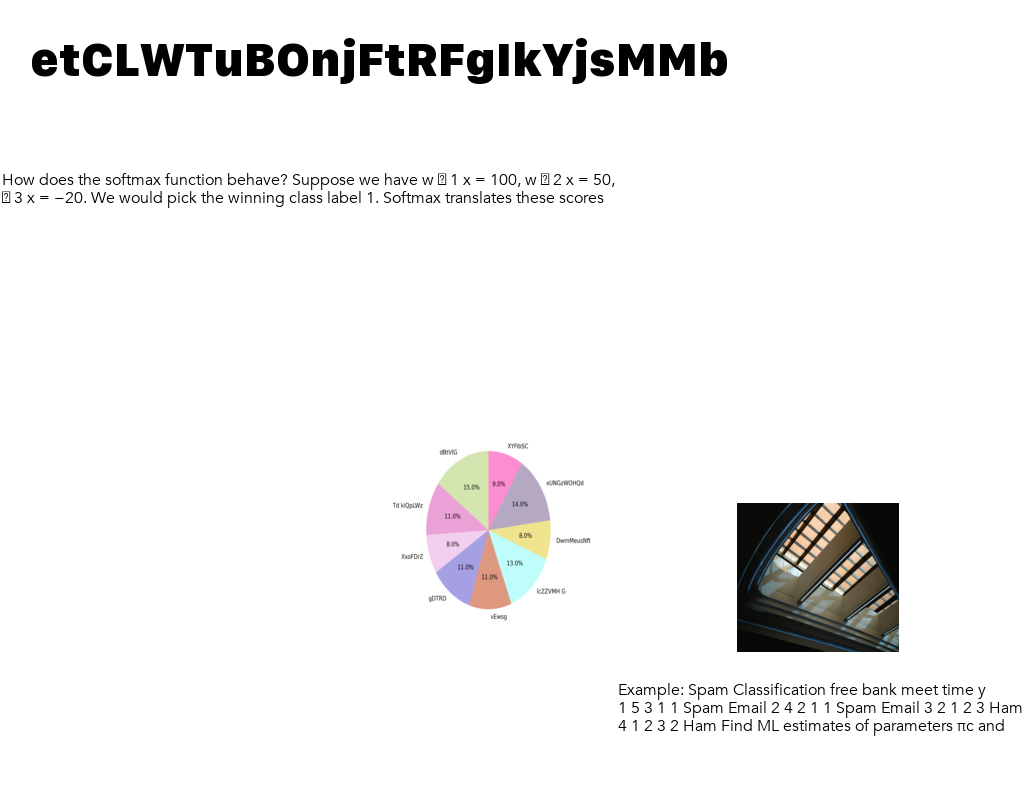 etCLWTuBOnjFtRFgIkYjsMMb
How does the softmax function behave? Suppose we have w 1 x = 100, w 2 x = 50,
3 x = −20. We would pick the winning class label 1. Softmax translates these scores
XYFibSC
dBtVlG
xUNGzWOHQd
15.0%
9.0%
14.0%
Td kiQpLWz
11.0%
8.0%
DwmMeusNft
8.0%
XxoFDrZ
13.0%
11.0%
11.0%
lcZZVMH G
gDTRD
vEwsg
Example: Spam Classification free bank meet time y
1 5 3 1 1 Spam Email 2 4 2 1 1 Spam Email 3 2 1 2 3 Ham
4 1 2 3 2 Ham Find ML estimates of parameters πc and